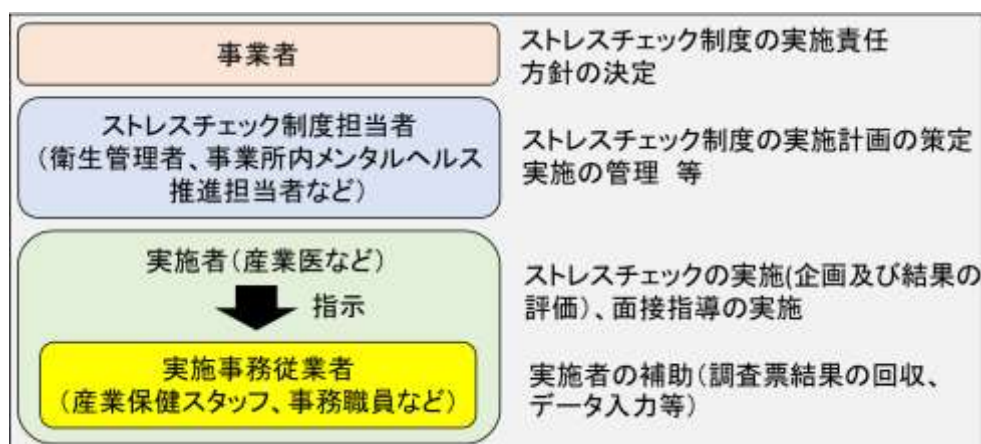 事業者
ストレスチェック制度の実施責任
方針の決定
ストレスチェック制度担当者
（衛生管理者、事業所内メンタルヘルス
推進担当者など）
ストレスチェック制度の実施計画の策定
実施の管理 等
実施者（産業医など）
指示
ストレスチェックの実施(企画及び結果の
評価）、面接指導の実施
実施事務従業者
（産業保健スタッフ、事務職員など）
実施者の補助（調査票結果の回収、
データ入力等）